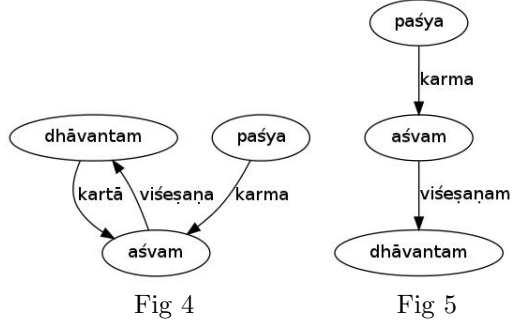 dhāvantam
paśya
kartā
viśeṣaṇa
karma
aśvam
Fig 4
paśya
karma
aśvam
viśeṣaṇam
dhāvantam
Fig 5